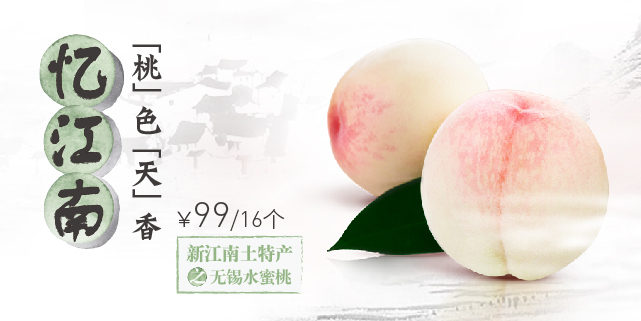 忆江南
「桃」色「天」香
¥99/16个
新江南土特产
之无锡水蜜桃